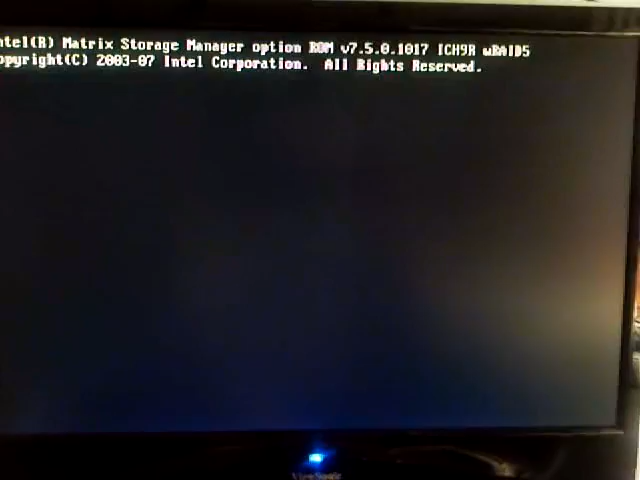 ntel(R) Matrix Storage Manager option ROM v7.5.0.1017 ICH9R wRAID5
opyright(C) 2003-07 Intel Corporation. All Rights Reserved.
ViewSonic